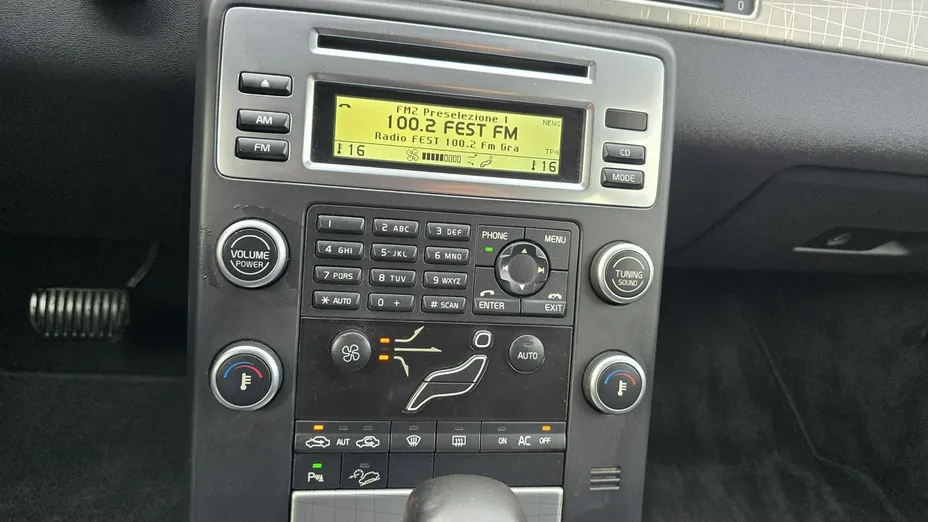 0
AM
FM
FM2 Preselezione 1
NEWS
100.2 FEST FM
Radio FEST 100.2 Fm Gra
TP
16
16
CD
MODE
VOLUME
POWER
1
2 ABC
3 DEF
4 GHI
5-JKL
6 MNO
7 PQRS
8 TUV
9 WXYZ
* AUTO
0 +
# SCAN
PHONE
MENU
ENTER
EXIT
TUNING
SOUND
AUTO
AUT
ON AC OFF
P